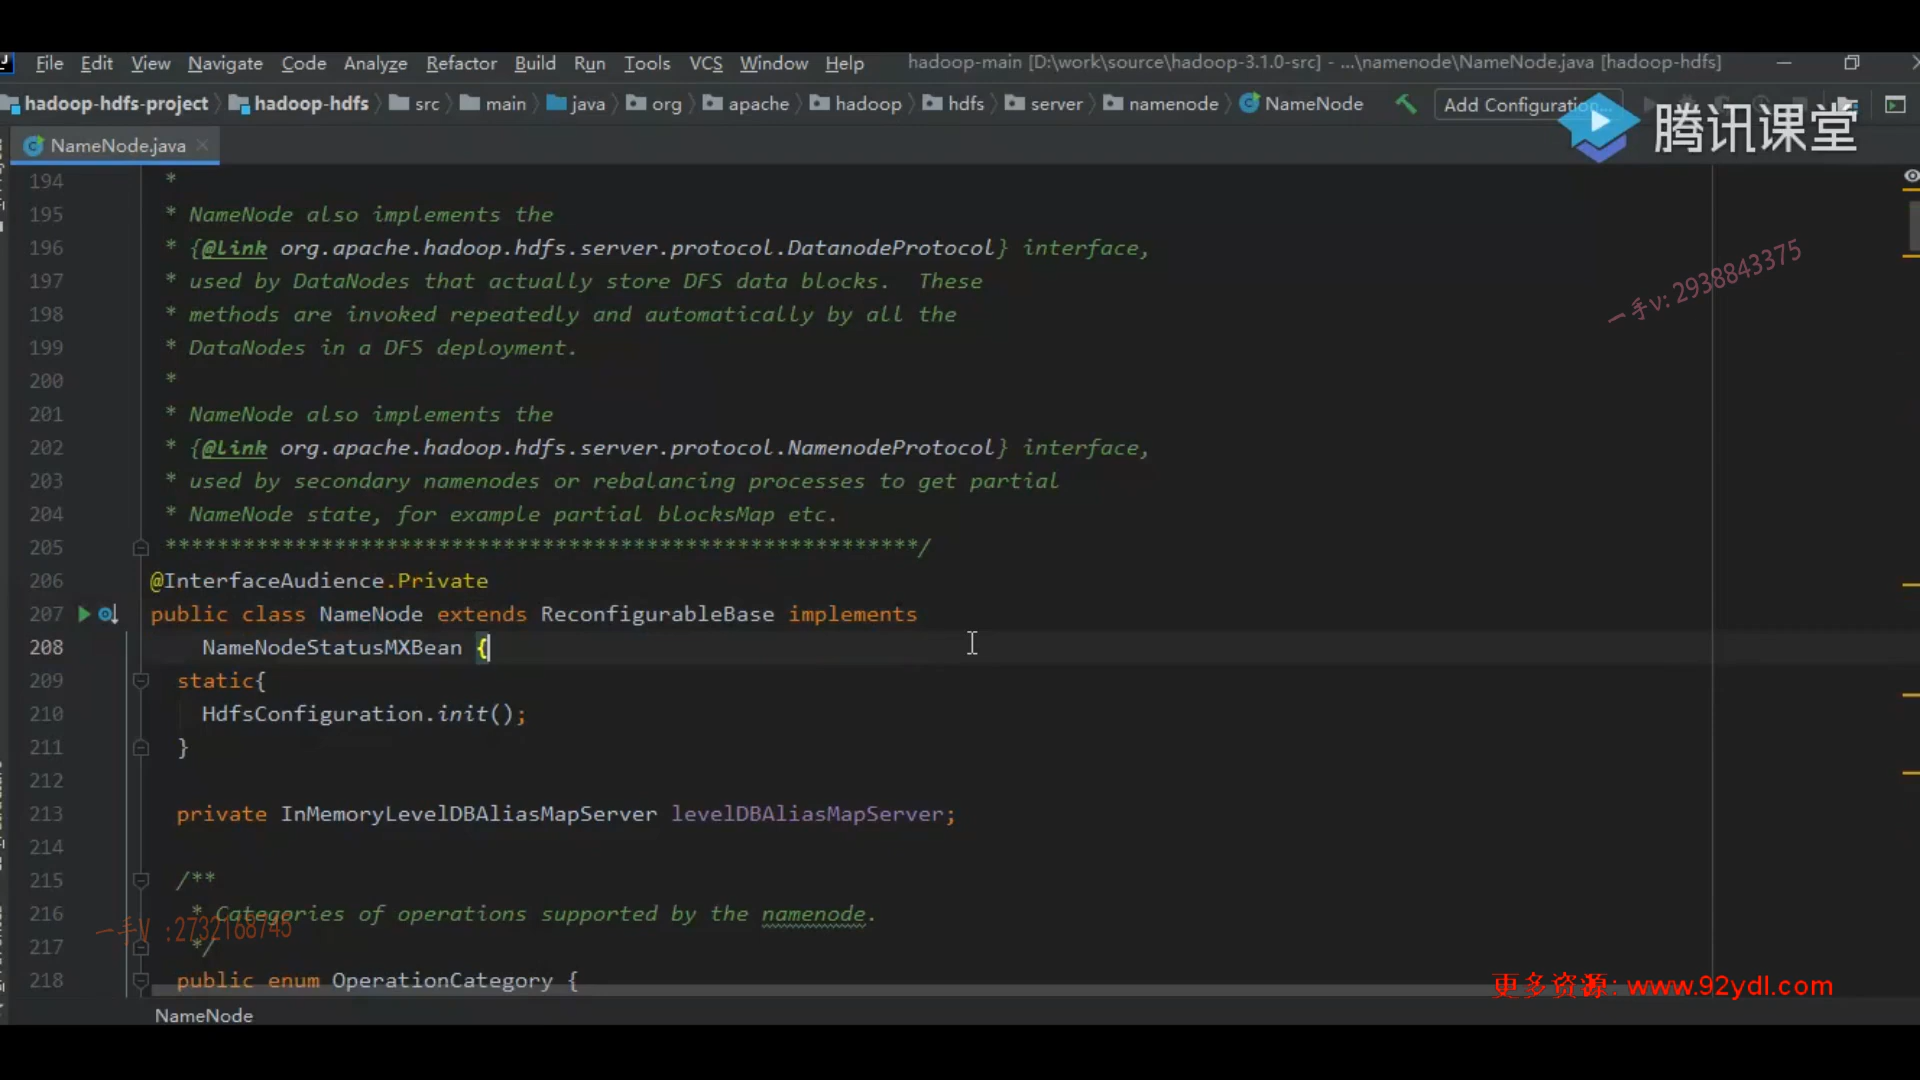 File Edit View Navigate Code Analyze Refactor Build Run Tools VCS Window Help hadoop-main [D:\work\source\hadoop-3.1.0-src] - ...\namenode\NameNode.java [hadoop-hdfs]
hadoop-hdfs-project hadoop-hdfs src main java org apache hadoop hdfs server namenode NameNode Add Configuration...
腾讯课堂
NameNode.java
194 *
195 * NameNode also implements the
196 * {@link org.apache.hadoop.hdfs.server.protocol.DatanodeProtocol} interface,
197 * used by DataNodes that actually store DFS data blocks.  These
198 * methods are invoked repeatedly and automatically by all the
199 * DataNodes in a DFS deployment.
200 *
201 * NameNode also implements the
202 * {@link org.apache.hadoop.hdfs.server.protocol.NamenodeProtocol} interface,
203 * used by secondary namenodes or rebalancing processes to get partial
204 * NameNode state, for example partial blocksMap etc.
205 **********************************************************/
206 @InterfaceAudience.Private
207 public class NameNode extends ReconfigurableBase implements
208 NameNodeStatusMXBean {
209 static{
210 HdfsConfiguration.init();
211 }
212
213 private InMemoryLevelDBAliasMapServer levelDBAliasMapServer;
214
215 /**
216 * Categories of operations supported by the namenode.
217 */
218 public enum OperationCategory {
NameNode
一手v:2938843375
一手V :2732168745
更多资源: www.92ydl.com